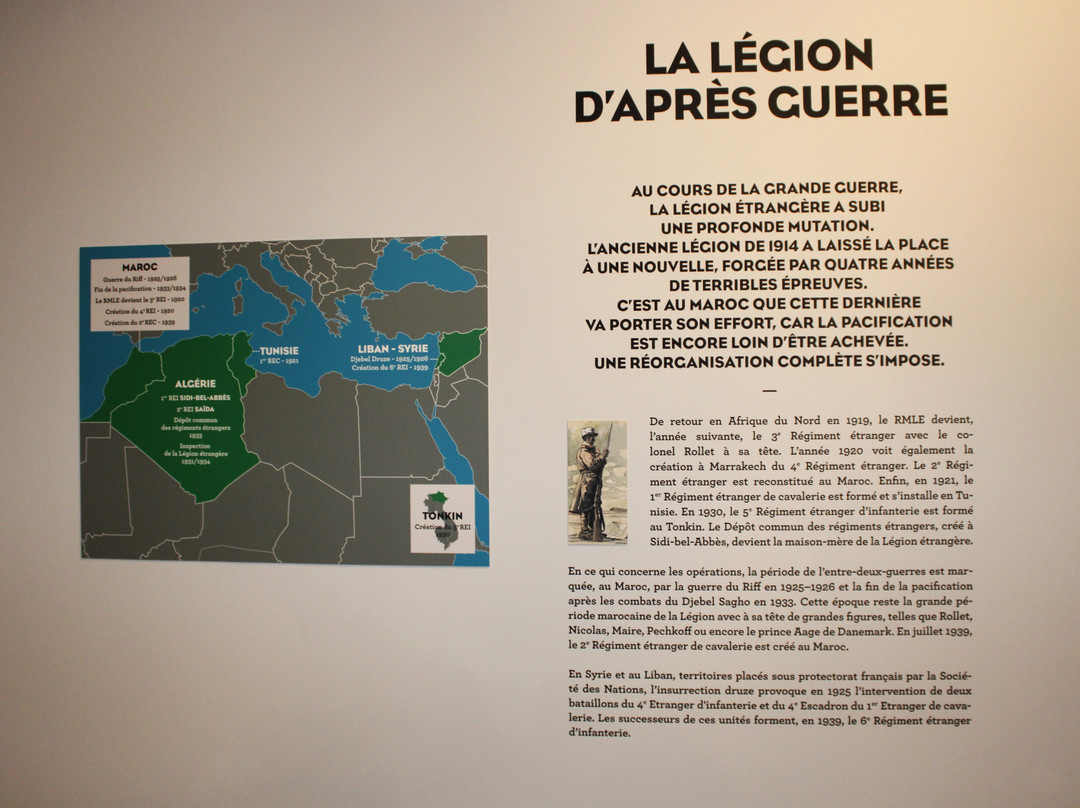 LA LÉGION
D'APRÈS GUERRE
AU COURS DE LA GRANDE GUERRE,
LA LÉGION ÉTRANGÈRE A SUBI
UNE PROFONDE MUTATION.
L'ANCIENNE LÉGION DE 1914 A LAISSÉ LA PLACE
À UNE NOUVELLE, FORGÉE PAR QUATRE ANNÉES
DE TERRIBLES ÉPREUVES.
C'EST AU MAROC QUE CETTE DERNIÈRE
VA PORTER SON EFFORT, CAR LA PACIFICATION
EST ENCORE LOIN D'ÊTRE ACHEVÉE.
UNE RÉORGANISATION COMPLÈTE S'IMPOSE.
—
De retour en Afrique du Nord en 1919, le RMLE devient,
l'année suivante, le 3e Régiment étranger avec le co-
lonel Rollet à sa tête. L'année 1920 voit également la
création à Marrakech du 4e Régiment étranger. Le 2e Régi-
ment étranger est reconstitué au Maroc. Enfin, en 1921, le
1er Régiment étranger de cavalerie est formé et s'installe en Tu-
nisie. En 1930, le 5e Régiment étranger d'infanterie est formé
au Tonkin. Le Dépôt commun des régiments étrangers, créé à
Sidi-bel-Abbès, devient la maison-mère de la Légion étrangère.
En ce qui concerne les opérations, la période de l'entre-deux-guerres est mar-
quée, au Maroc, par la guerre du Riff en 1925–1926 et la fin de la pacification
après les combats du Djebel Sagho en 1933. Cette époque reste la grande pé-
riode marocaine de la Légion avec à sa tête de grandes figures, telles que Rollet,
Nicolas, Maire, Pechkoff ou encore le prince Aage de Danemark. En juillet 1939,
le 2e Régiment étranger de cavalerie est créé au Maroc.
En Syrie et au Liban, territoires placés sous protectorat français par la Socié-
té des Nations, l'insurrection druze provoque en 1925 l'intervention de deux
bataillons du 4e Etranger d'infanterie et du 4e Escadron du 1er Etranger de cava-
lerie. Les successeurs de ces unités forment, en 1939, le 6e Régiment étranger
d'infanterie.
MAROC
Guerre du Riff - 1925/1926
Fin de la pacification - 1933/1934
Le RMLE devient le 3e REI - 1920
Création du 4e REI - 1920
Création du 2e REC - 1939
TUNISIE
1er REC - 1921
LIBAN - SYRIE
Djebel Druze - 1925/1926
Création du 6e REI - 1939
ALGÉRIE
1er REI SIDI-BEL-ABBÈS
2e REI SAÏDA
Dépôt commun
des régiments étrangers
1933
Inspection
de la Légion étrangère
1931/1934
TONKIN
Création du 5e REI
1930